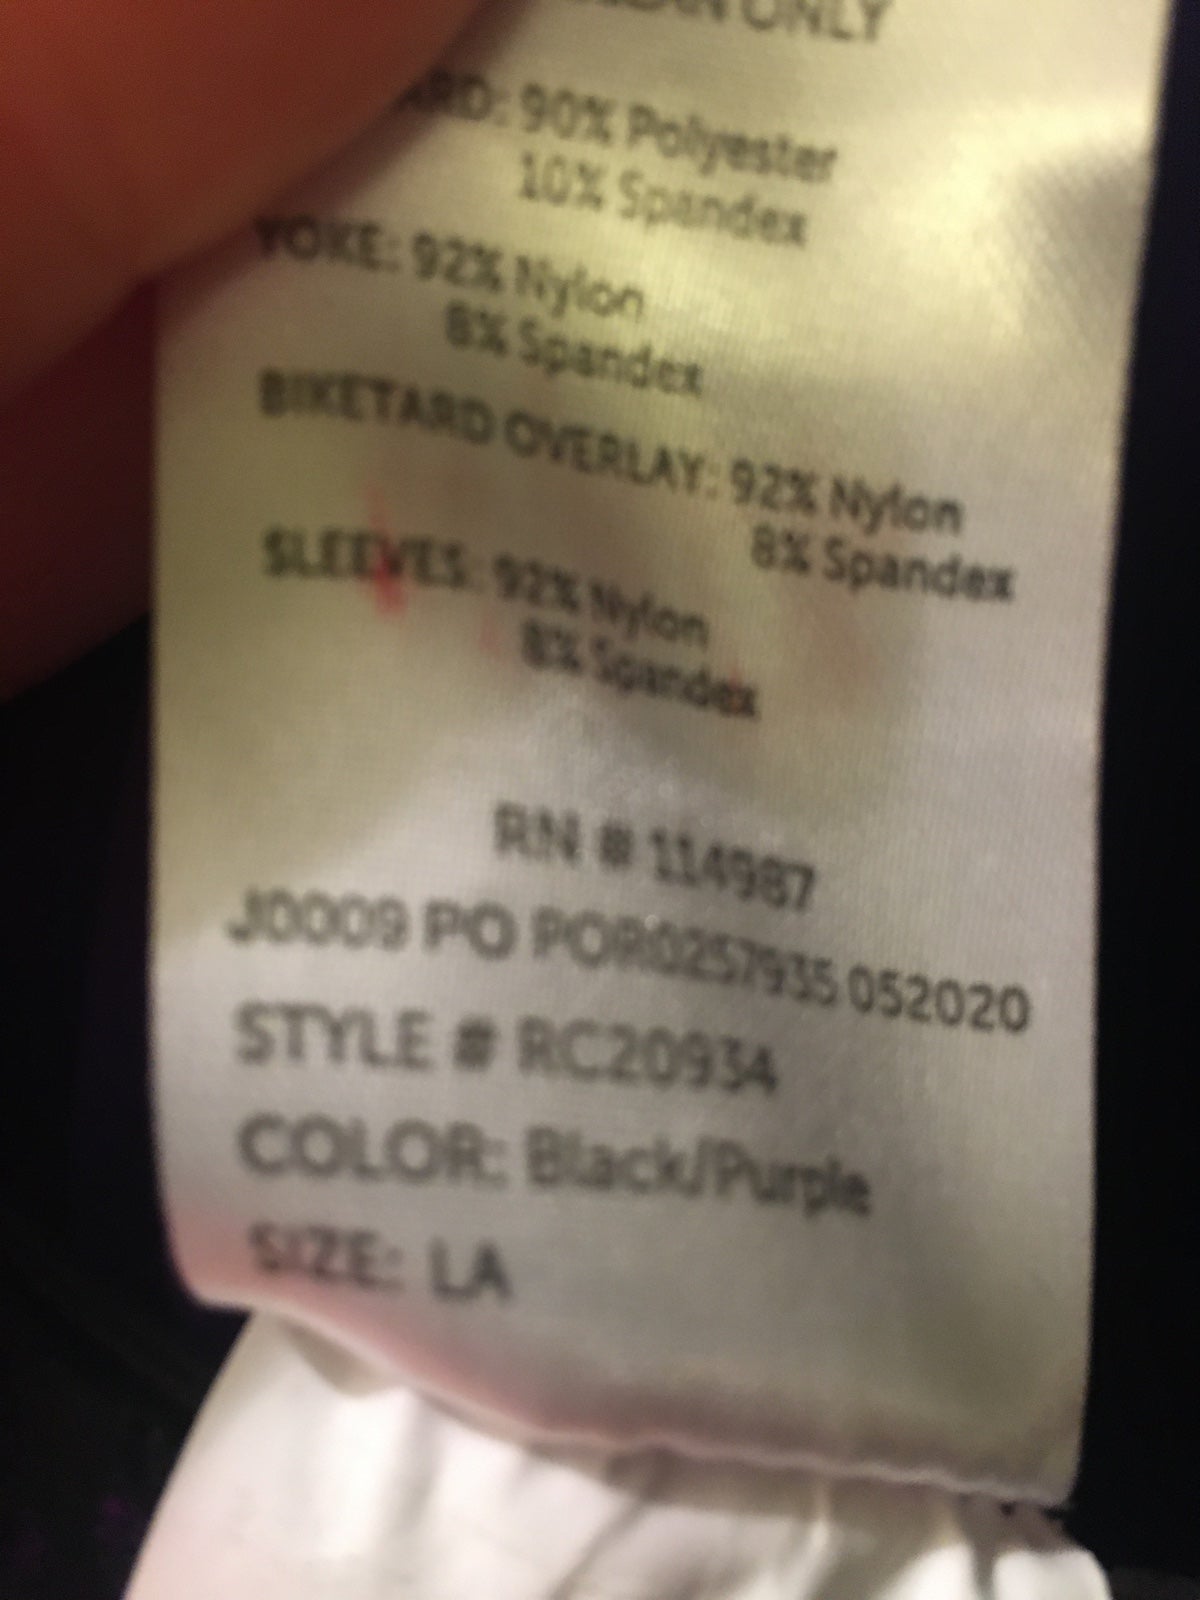 ONLY
90% Polyester
10% Spandex
YOKE: 92% Nylon
8% Spandex
BIKETARD OVERLAY: 92% Nylon
8% Spandex
SLEEVES: 92% Nylon
8% Spandex
RN # 114987
J0009 PO POR0257935 052020
STYLE # RC20934
COLOR: Black/Purple
SIZE: LA